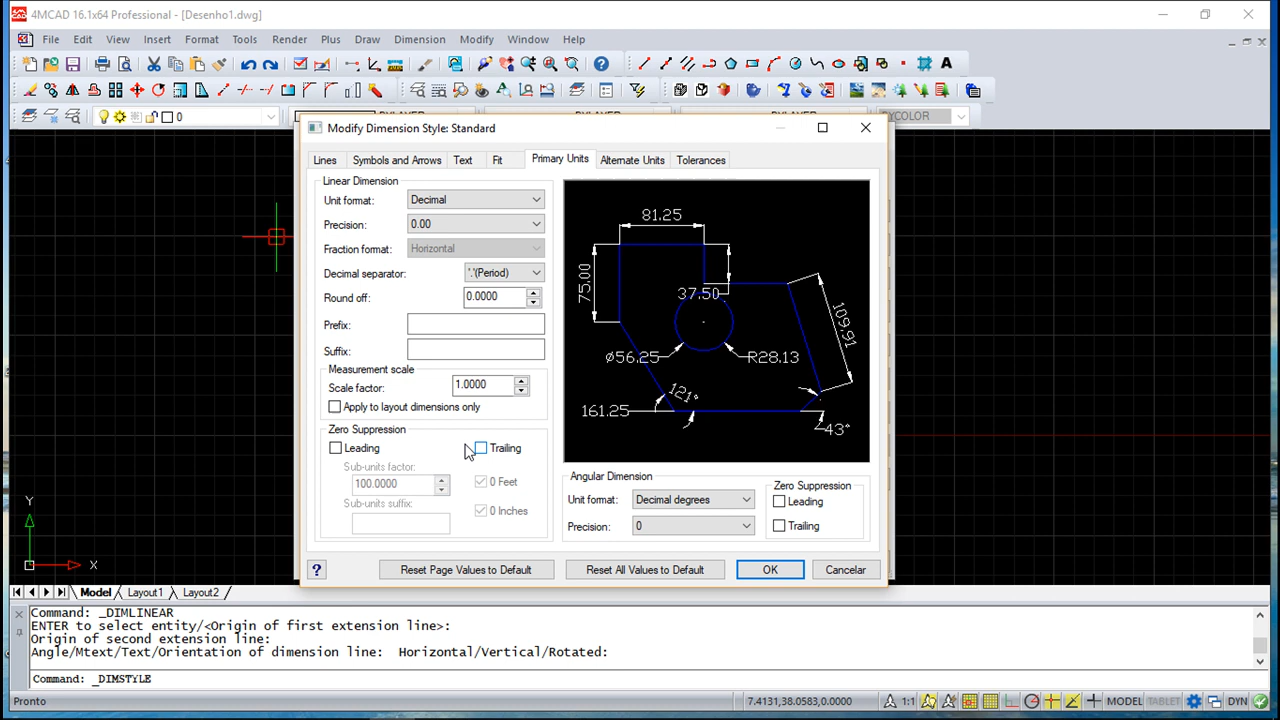 4MCAD 16.1x64 Professional - [Desenho1.dwg]
File Edit View Insert Format Tools Render Plus Draw Dimension Modify Window Help
0
YCOLOR
Modify Dimension Style: Standard
Lines Symbols and Arrows Text Fit Primary Units Alternate Units Tolerances
Linear Dimension
Unit format: Decimal
Precision: 0.00
Fraction format: Horizontal
Decimal separator: '.'(Period)
Round off: 0.0000
Prefix:
Suffix:
Measurement scale
Scale factor: 1.0000
Apply to layout dimensions only
Zero Suppression
Leading Trailing
Sub-units factor:
100.0000 0 Feet
Sub-units suffix:
0 Inches
81.25
75.00
37.50
109.91
Ø56.25 R28.13
121°
161.25
43°
Angular Dimension
Unit format: Decimal degrees
Precision: 0
Zero Suppression
Leading
Trailing
Reset Page Values to Default Reset All Values to Default OK Cancelar
Y
X
Model Layout1 Layout2
Command: _DIMLINEAR
ENTER to select entity/<Origin of first extension line>:
Origin of second extension line:
Angle/Mtext/Text/Orientation of dimension line: Horizontal/Vertical/Rotated:
Command: _DIMSTYLE
Pronto 7.4131,38.0583,0.0000 1:1 MODEL TABLET DYN